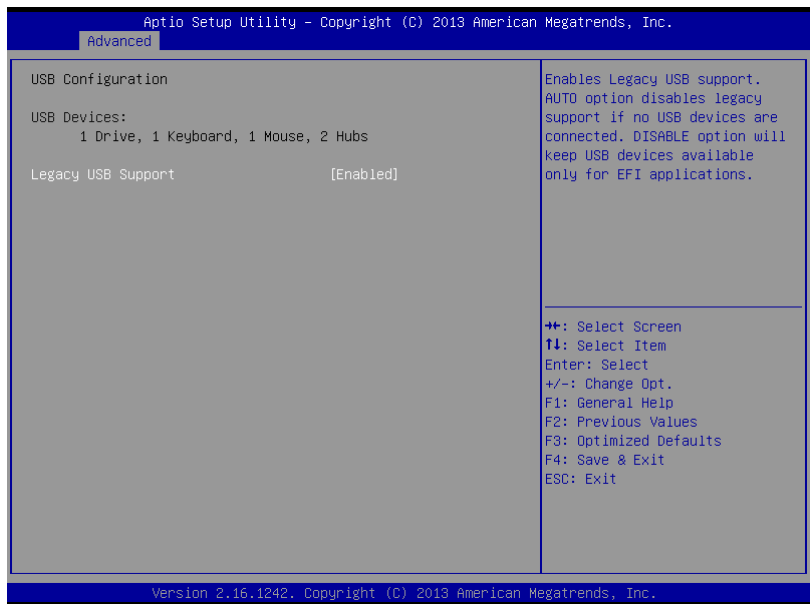 Aptio Setup Utility – Copyright (C) 2013 American Megatrends, Inc.
Advanced
USB Configuration
USB Devices:
1 Drive, 1 Keyboard, 1 Mouse, 2 Hubs
Legacy USB Support [Enabled]
Enables Legacy USB support.
AUTO option disables legacy
support if no USB devices are
connected. DISABLE option will
keep USB devices available
only for EFI applications.
→←: Select Screen
↑↓: Select Item
Enter: Select
+/-: Change Opt.
F1: General Help
F2: Previous Values
F3: Optimized Defaults
F4: Save & Exit
ESC: Exit
Version 2.16.1242. Copyright (C) 2013 American Megatrends, Inc.